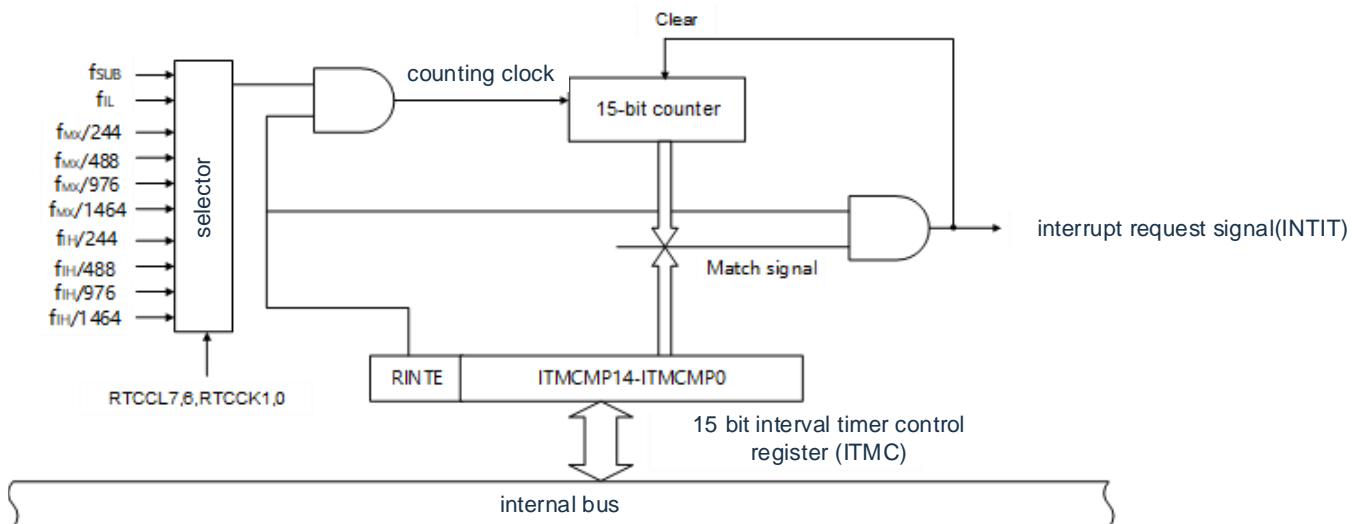 Clear
fSUB
fIL
fMX/244
fMX/488
fMX/976
fMX/1464
fIH/244
fIH/488
fIH/976
fIH/1464
selector
counting clock
15-bit counter
interrupt request signal(INTIT)
Match signal
RINTE
ITMCMP14-ITMCMP0
RTCCL7,6,RTCCK1,0
15 bit interval timer control
register (ITMC)
internal bus